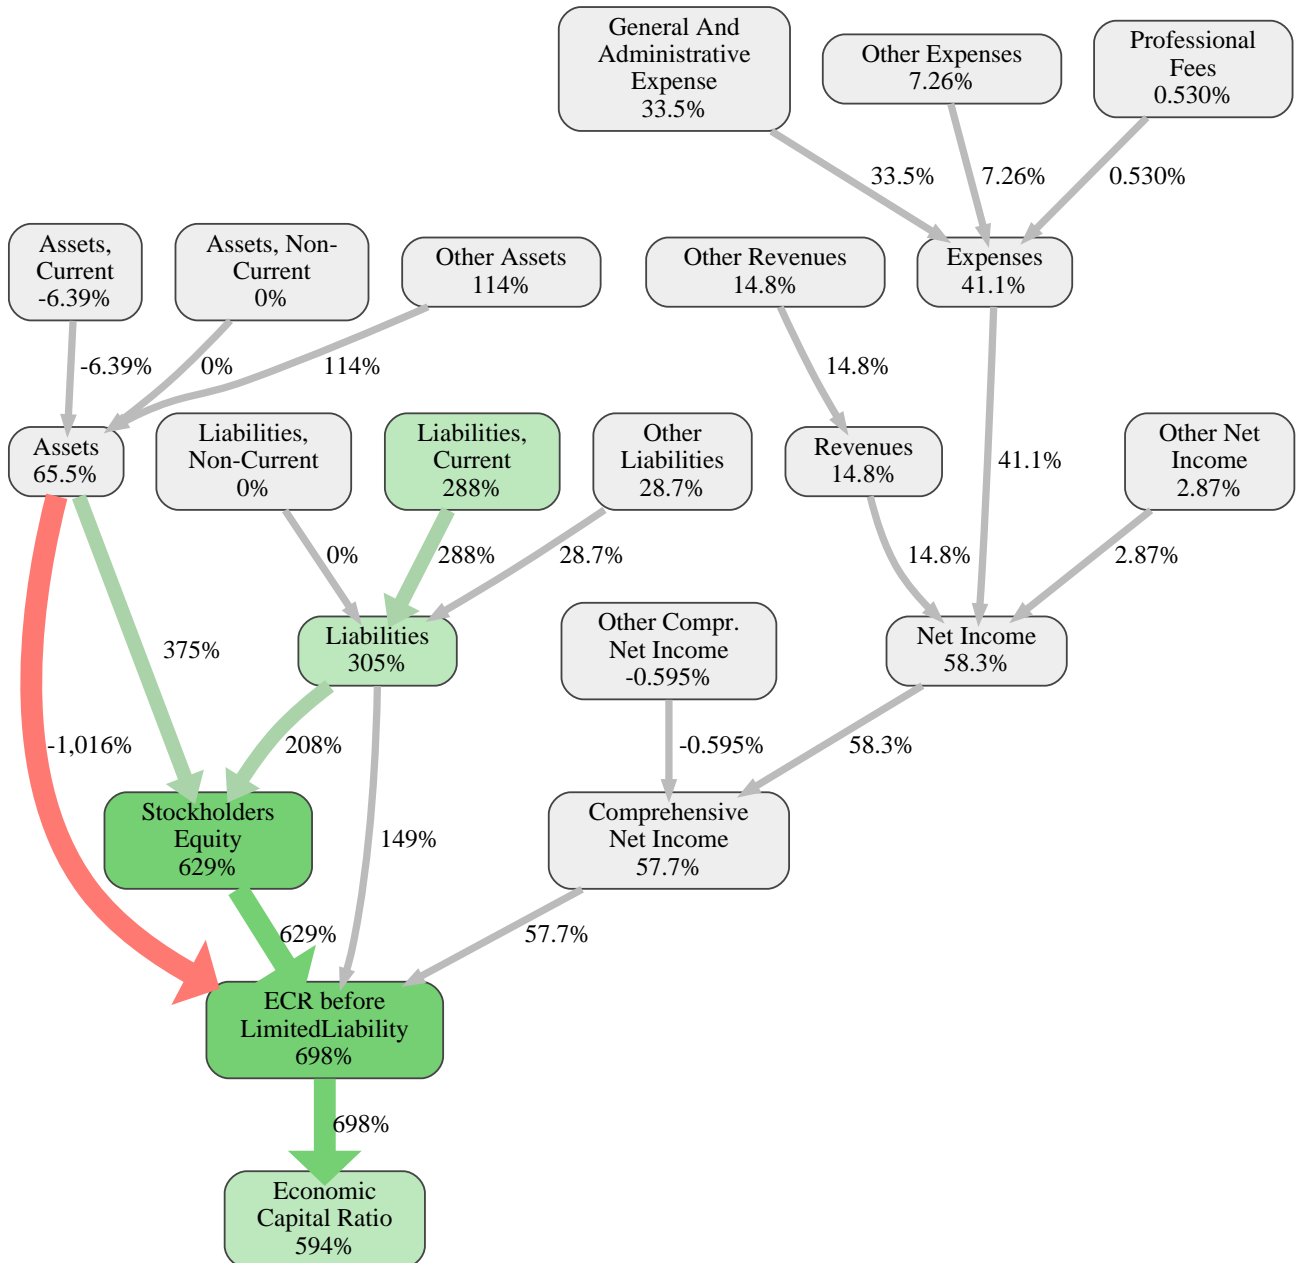 General And
Administrative
Expense
33.5%
Other Expenses
7.26%
Professional
Fees
0.530%
33.5%
7.26%
0.530%
Assets,
Current
-6.39%
Assets, Non-
Current
0%
Other Assets
114%
Other Revenues
14.8%
Expenses
41.1%
-6.39%
0%
114%
14.8%
Assets
65.5%
Liabilities,
Non-Current
0%
Liabilities,
Current
288%
Other
Liabilities
28.7%
Revenues
14.8%
41.1%
Other Net
Income
2.87%
0%
288%
28.7%
14.8%
2.87%
375%
Liabilities
305%
Other Compr.
Net Income
-0.595%
Net Income
58.3%
-1,016%
208%
-0.595%
58.3%
Stockholders
Equity
629%
149%
Comprehensive
Net Income
57.7%
629%
57.7%
ECR before
LimitedLiability
698%
698%
Economic
Capital Ratio
594%